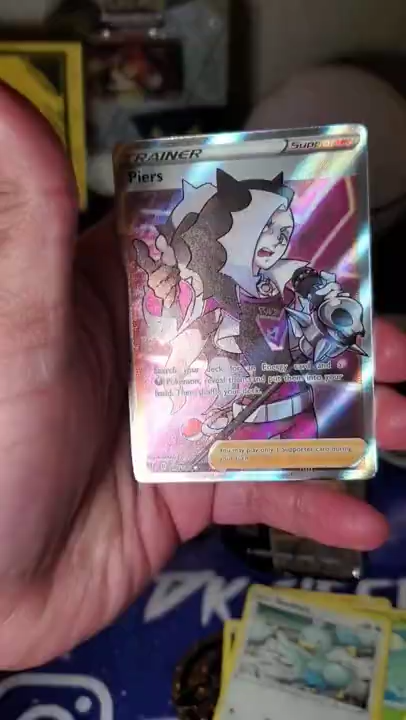 TRAINER
Supporter
Piers
Search your deck for an Energy card and a
Pokémon, reveal them, and put them into your
hand. Then, shuffle your deck.
You may play only 1 Supporter card during
your turn.